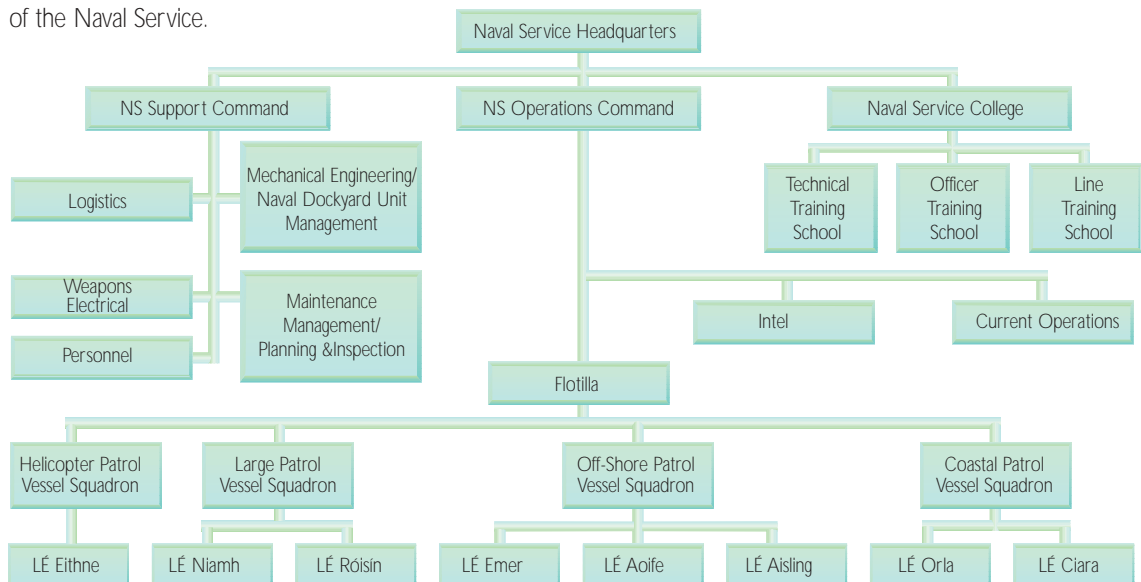 of the Naval Service.
Naval Service Headquarters
NS Support Command
NS Operations Command
Naval Service College
Logistics
Mechanical Engineering/
Naval Dockyard Unit
Management
Technical
Training
School
Officer
Training
School
Line
Training
School
Weapons
Electrical
Maintenance
Management/
Planning &Inspection
Personnel
Intel
Current Operations
Flotilla
Helicopter Patrol
Vessel Squadron
Large Patrol
Vessel Squadron
Off-Shore Patrol
Vessel Squadron
Coastal Patrol
Vessel Squadron
LÉ Eithne
LÉ Niamh
LÉ Róisín
LÉ Emer
LÉ Aoife
LÉ Aisling
LÉ Orla
LÉ Ciara